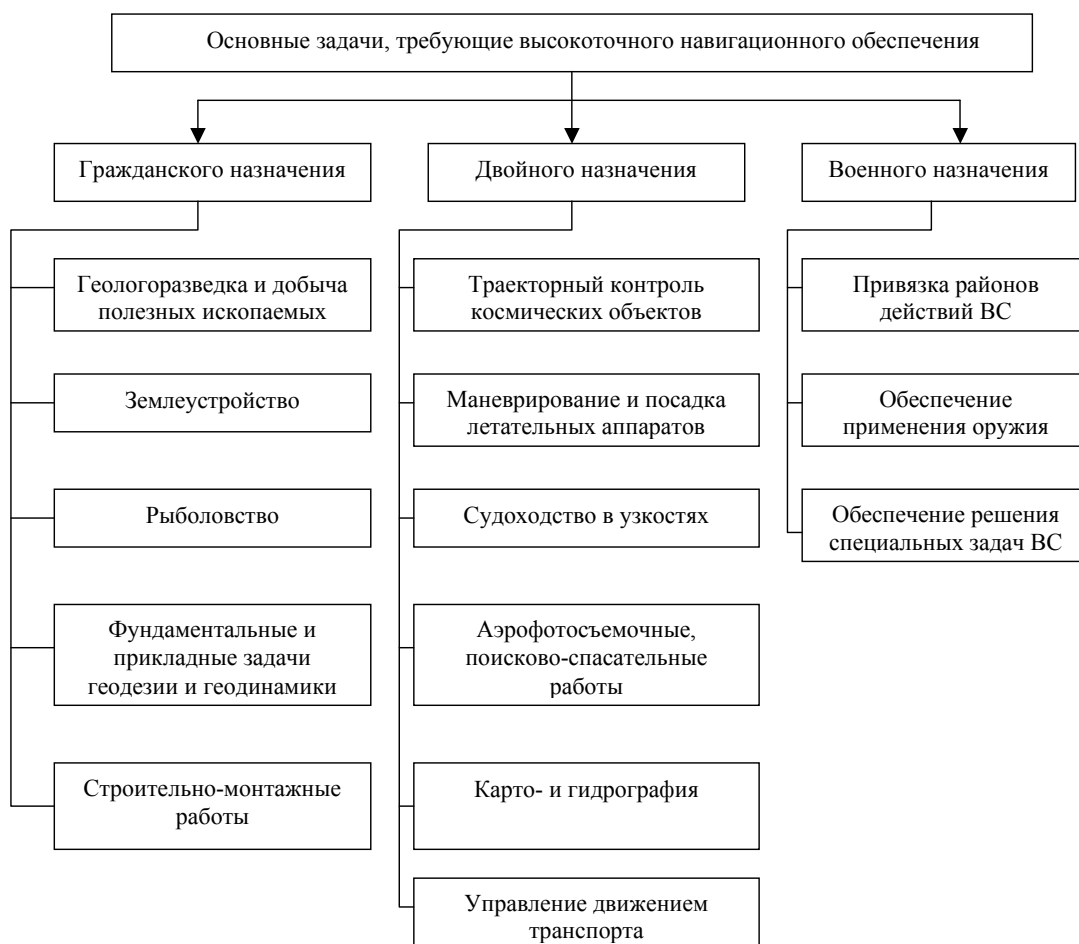 Основные задачи, требующие высокоточного навигационного обеспечения
Гражданского назначения
Геологоразведка и добыча
полезных ископаемых
Землеустройство
Рыболовство
Фундаментальные и
прикладные задачи
геодезии и геодинамики
Строительно-монтажные
работы
Двойного назначения
Траекторный контроль
космических объектов
Маневрирование и посадка
летательных аппаратов
Судоходство в узкостях
Аэрофотосъемочные,
поисково-спасательные
работы
Карто- и гидрография
Управление движением
транспорта
Военного назначения
Привязка районов
действий ВС
Обеспечение
применения оружия
Обеспечение решения
специальных задач ВС